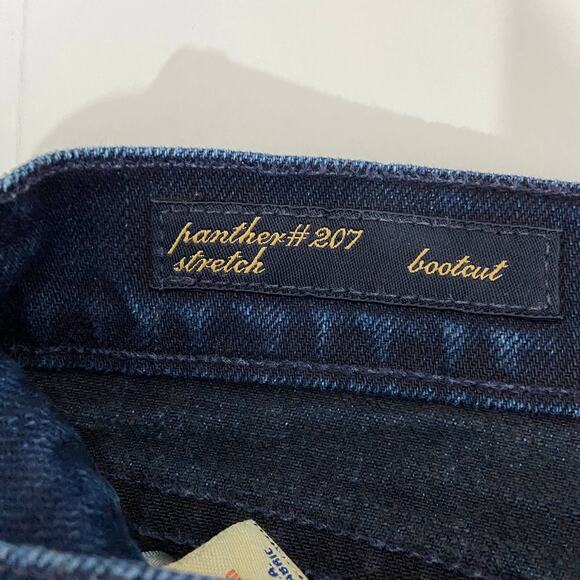 panther# 207
stretch bootcut